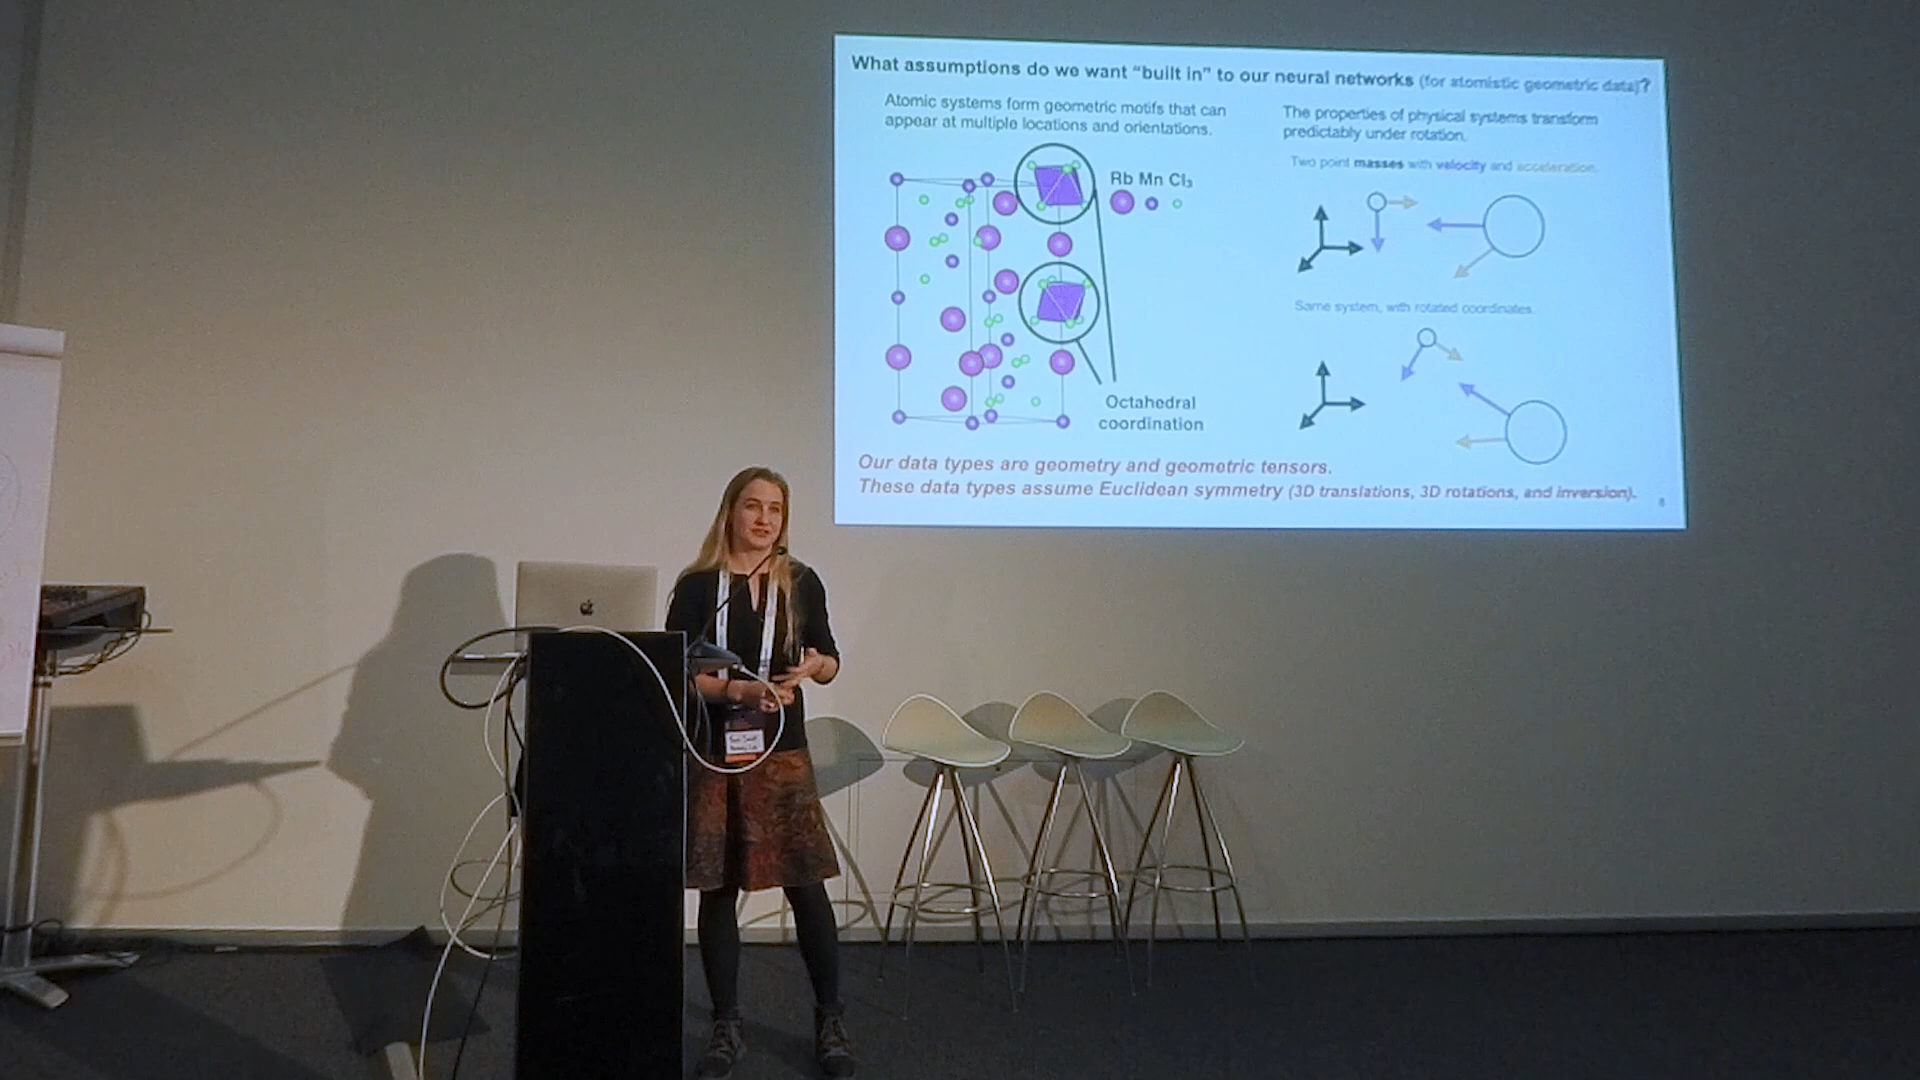 What assumptions do we want "built in" to our neural networks (for atomistic geometric data)?
Atomic systems form geometric motifs that can
appear at multiple locations and orientations.
Rb Mn Cl₃
Octahedral
coordination
The properties of physical systems transform
predictably under rotation.
Two point masses with velocity and acceleration.
Same system, with rotated coordinates.
Our data types are geometry and geometric tensors.
These data types assume Euclidean symmetry (3D translations, 3D rotations, and inversion).